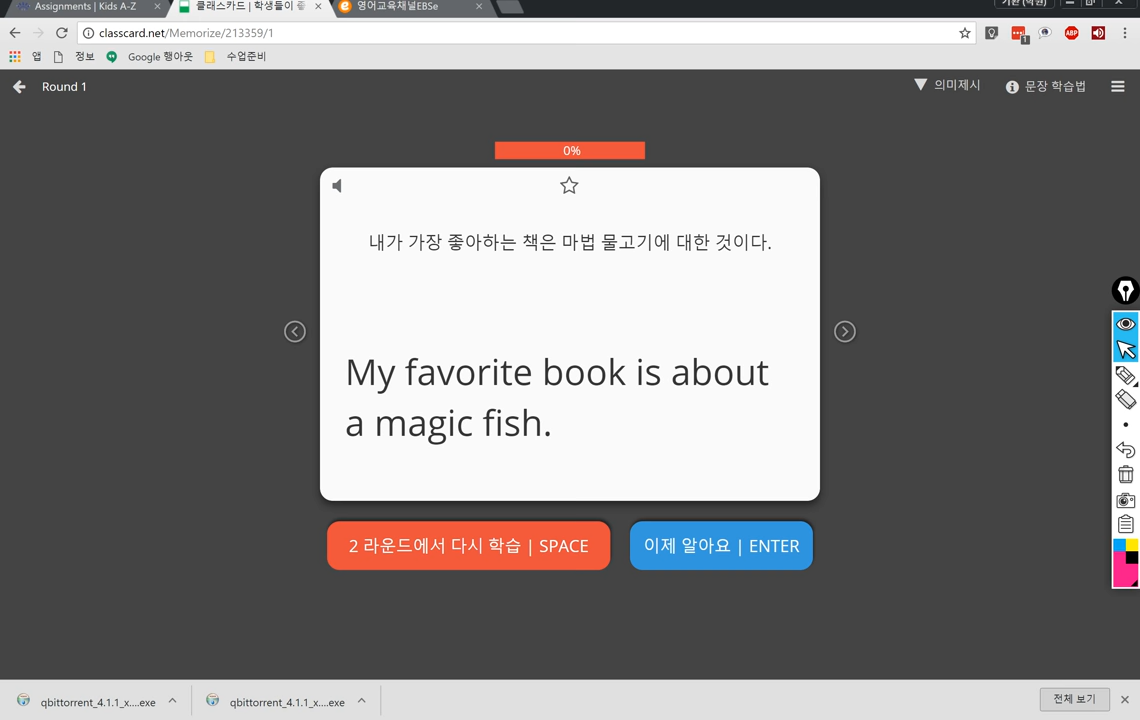 Assignments | Kids A-Z
클래스카드 | 학생들이 좋
영어교육채널EBSe
classcard.net/Memorize/213359/1
1
ABP
앱
정보
Google 행아웃
수업준비
Round 1
▼ 의미제시
문장 학습법
0%
내가 가장 좋아하는 책은 마법 물고기에 대한 것이다.
My favorite book is about
a magic fish.
2 라운드에서 다시 학습 | SPACE
이제 알아요 | ENTER
qbittorrent_4.1.1_x....exe
qbittorrent_4.1.1_x....exe
전체 보기